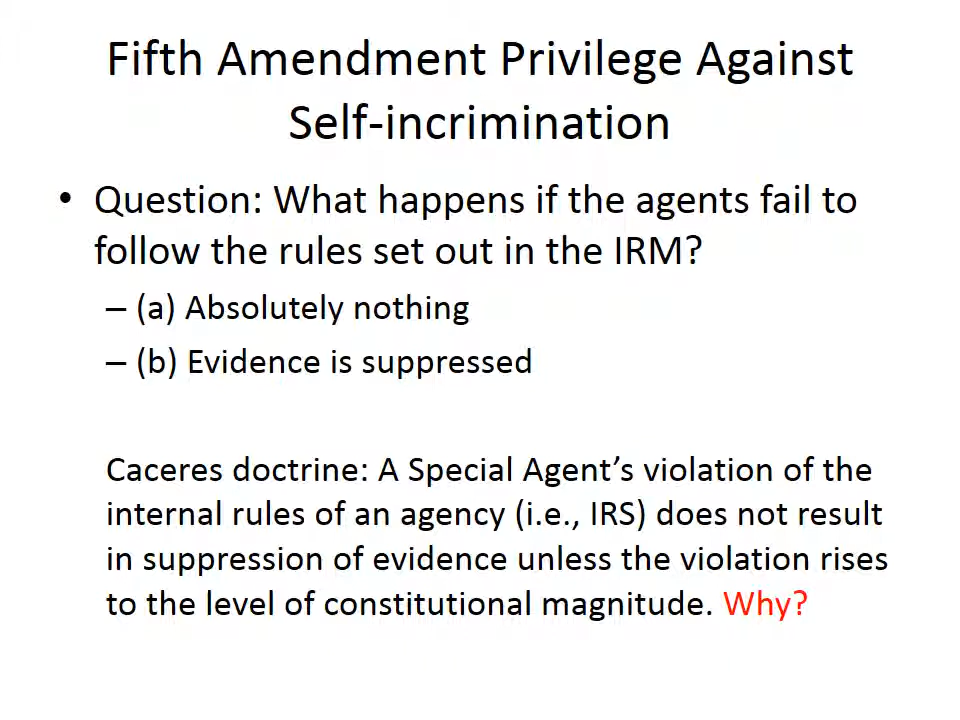 Fifth Amendment Privilege Against
Self-incrimination
• Question: What happens if the agents fail to
follow the rules set out in the IRM?
– (a) Absolutely nothing
– (b) Evidence is suppressed
Caceres doctrine: A Special Agent’s violation of the
internal rules of an agency (i.e., IRS) does not result
in suppression of evidence unless the violation rises
to the level of constitutional magnitude. Why?